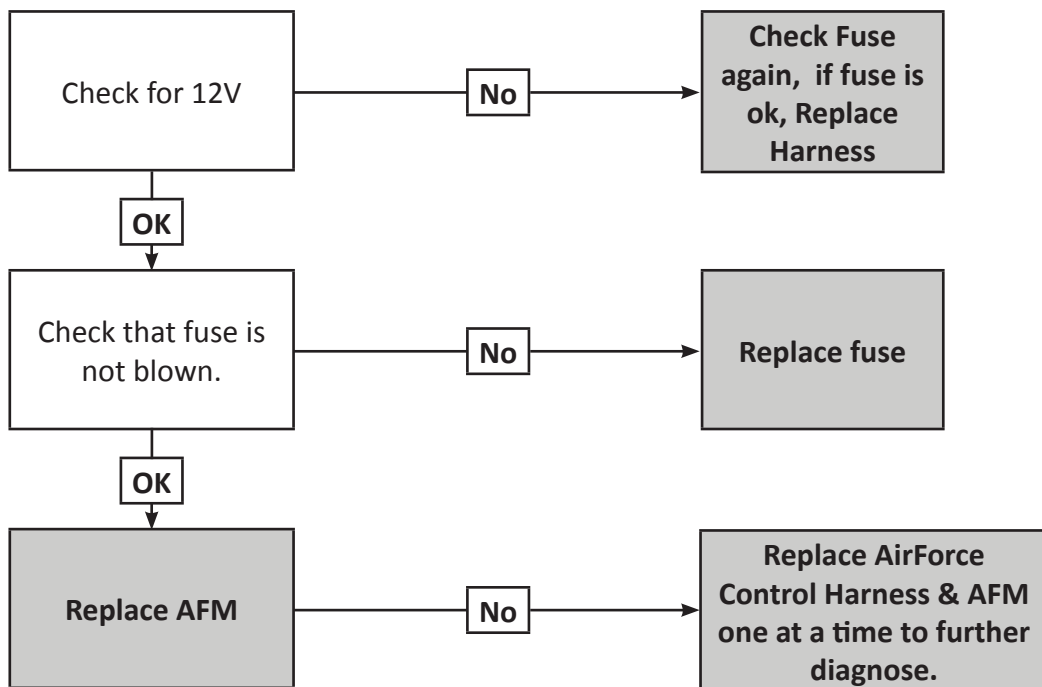 Check for 12V
No
Check Fuse
again, if fuse is
ok, Replace
Harness
OK
Check that fuse is
not blown.
No
Replace fuse
OK
Replace AFM
No
Replace AirForce
Control Harness & AFM
one at a time to further
diagnose.